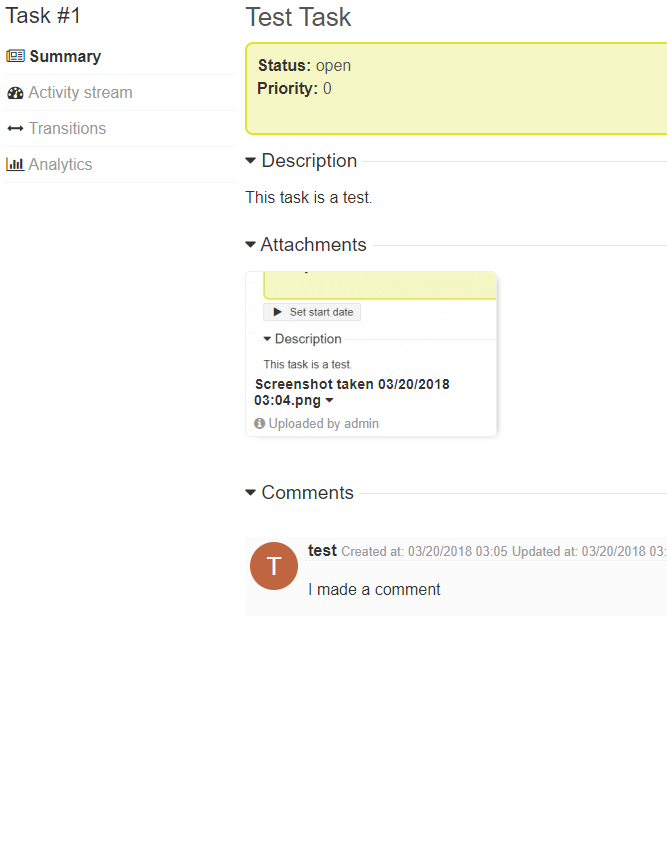 Task #1
Summary
Activity stream
Transitions
Analytics
Test Task
Status: open
Priority: 0
Description
This task is a test.
Attachments
Set start date
Description
This task is a test.
Screenshot taken 03/20/2018
03:04.png
Uploaded by admin
Comments
T
test Created at: 03/20/2018 03:05 Updated at: 03/20/2018 03:
I made a comment